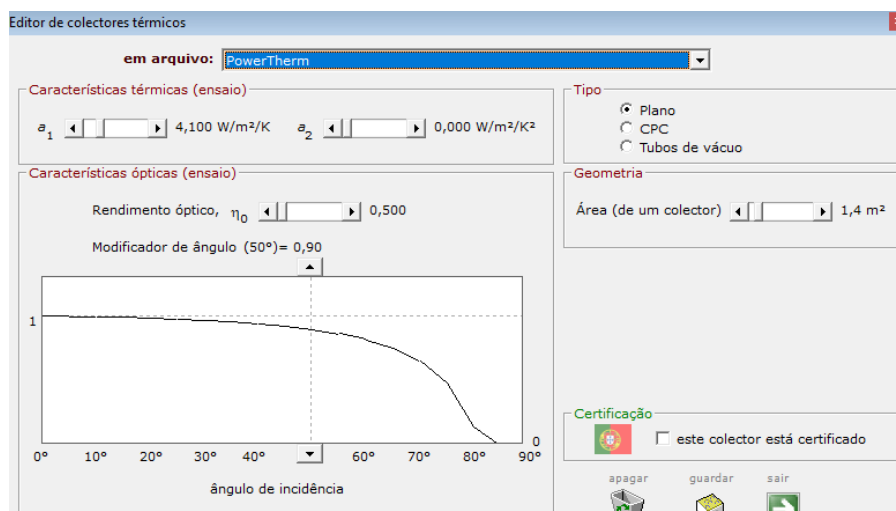 Editor de colectores térmicos
em arquivo: PowerTherm
Características térmicas (ensaio)
a1 4,100 W/m²/K a2 0,000 W/m²/K²
Tipo
Plano
CPC
Tubos de vácuo
Características ópticas (ensaio)
Rendimento óptico, η0 0,500
Modificador de ângulo (50°)= 0,90
1
0
0° 10° 20° 30° 40° 60° 70° 80° 90°
ângulo de incidência
Geometria
Área (de um colector) 1,4 m²
Certificação
este colector está certificado
apagar guardar sair